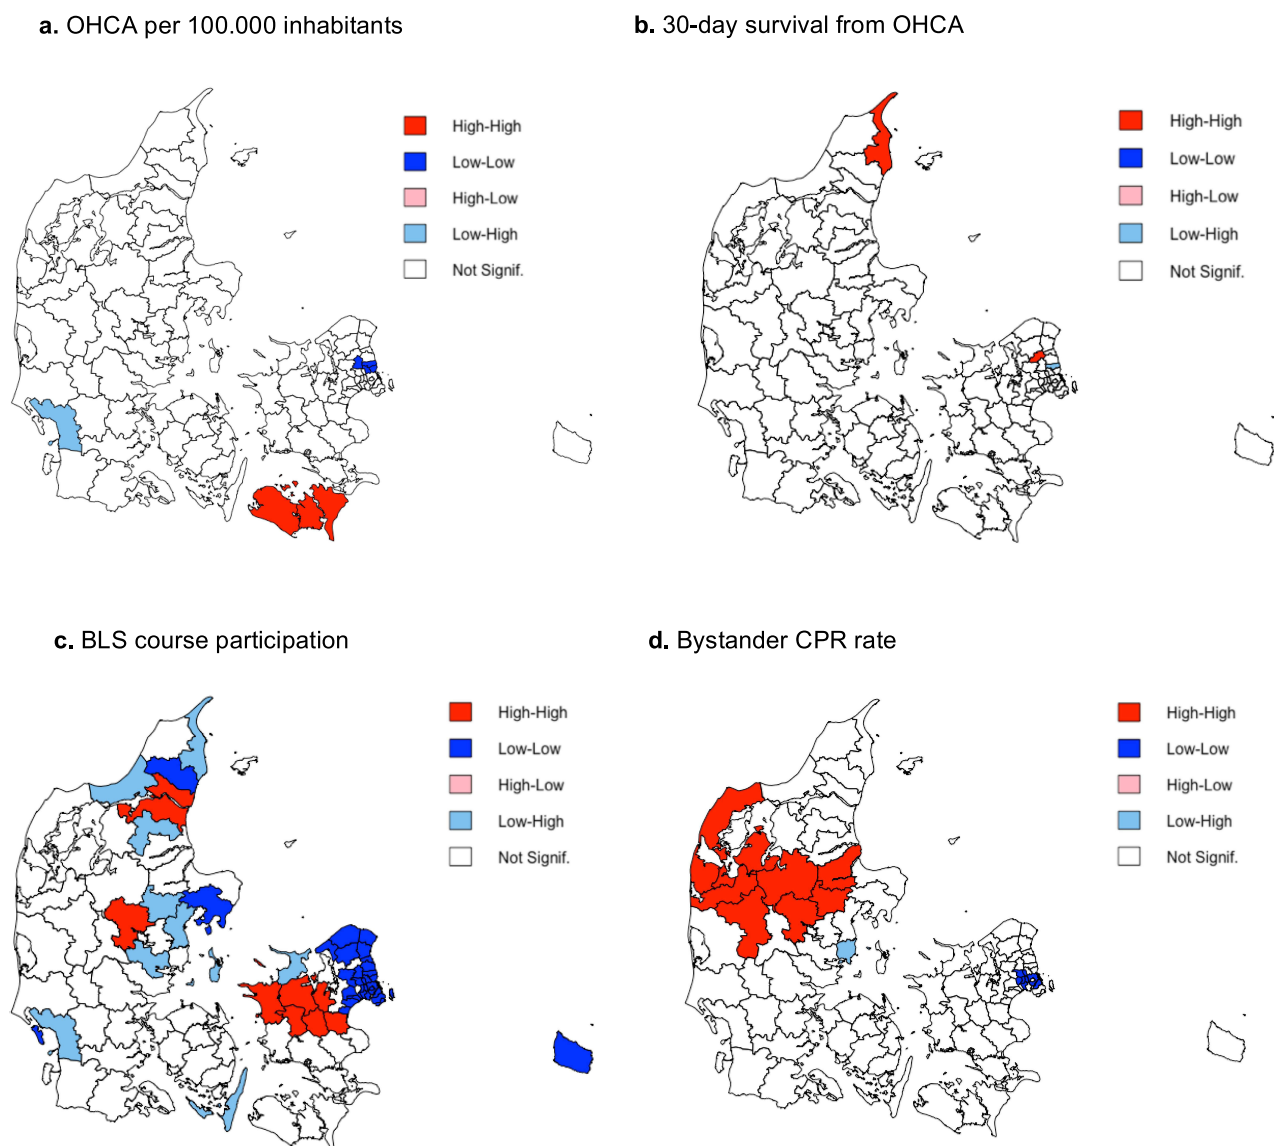 a. OHCA per 100.000 inhabitants
High-High
Low-Low
High-Low
Low-High
Not Signif.
b. 30-day survival from OHCA
High-High
Low-Low
High-Low
Low-High
Not Signif.
c. BLS course participation
High-High
Low-Low
High-Low
Low-High
Not Signif.
d. Bystander CPR rate
High-High
Low-Low
High-Low
Low-High
Not Signif.